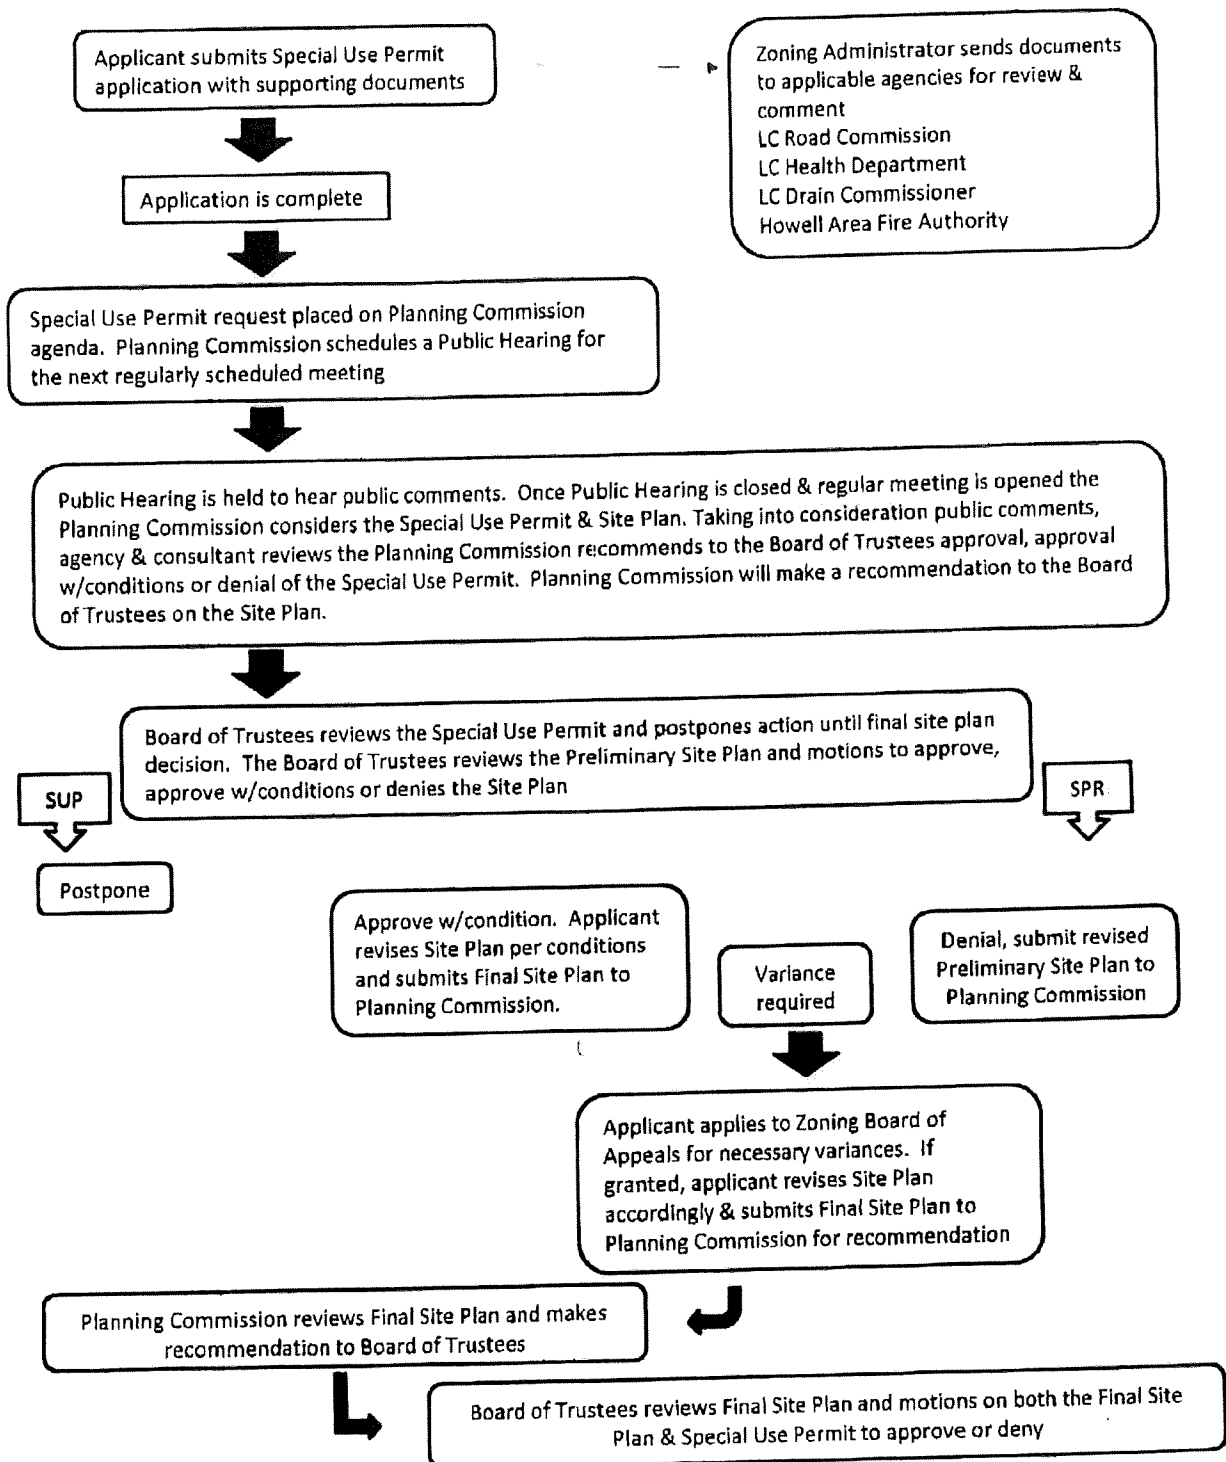 Applicant submits Special Use Permit
application with supporting documents
Zoning Administrator sends documents
to applicable agencies for review &
comment
LC Road Commission
LC Health Department
LC Drain Commissioner
Howell Area Fire Authority
Application is complete
Special Use Permit request placed on Planning Commission
agenda. Planning Commission schedules a Public Hearing for
the next regularly scheduled meeting
Public Hearing is held to hear public comments. Once Public Hearing is closed & regular meeting is opened the
Planning Commission considers the Special Use Permit & Site Plan. Taking into consideration public comments,
agency & consultant reviews the Planning Commission recommends to the Board of Trustees approval, approval
w/conditions or denial of the Special Use Permit. Planning Commission will make a recommendation to the Board
of Trustees on the Site Plan.
Board of Trustees reviews the Special Use Permit and postpones action until final site plan
decision. The Board of Trustees reviews the Preliminary Site Plan and motions to approve,
approve w/conditions or denies the Site Plan
SUP
SPR
Postpone
Approve w/condition. Applicant
revises Site Plan per conditions
and submits Final Site Plan to
Planning Commission.
Variance
required
Denial, submit revised
Preliminary Site Plan to
Planning Commission
Applicant applies to Zoning Board of
Appeals for necessary variances. If
granted, applicant revises Site Plan
accordingly & submits Final Site Plan to
Planning Commission for recommendation
Planning Commission reviews Final Site Plan and makes
recommendation to Board of Trustees
Board of Trustees reviews Final Site Plan and motions on both the Final Site
Plan & Special Use Permit to approve or deny